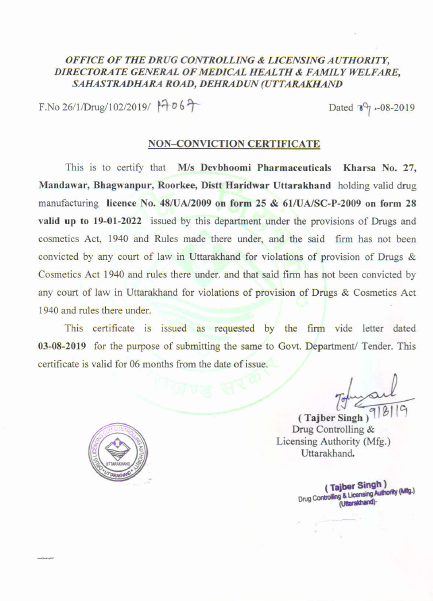 OFFICE OF THE DRUG CONTROLLING & LICENSING AUTHORITY,
DIRECTORATE GENERAL OF MEDICAL HEALTH & FAMILY WELFARE,
SAHASTRADHARA ROAD, DEHRADUN (UTTARAKHAND
F.No 26/1/Drug/102/2019/ 17067 Dated 09-08-2019
NON–CONVICTION CERTIFICATE
This is to certify that M/s Devbhoomi Pharmaceuticals Kharsa No. 27,
Mandawar, Bhagwanpur, Roorkee, Distt Haridwar Uttarakhand holding valid drug
manufacturing licence No. 48/UA/2009 on form 25 & 61/UA/SC-P-2009 on form 28
valid up to 19-01-2022 issued by this department under the provisions of Drugs and
cosmetics Act, 1940 and Rules made there under, and the said firm has not been
convicted by any court of law in Uttarakhand for violations of provision of Drugs &
Cosmetics Act 1940 and rules there under. and that said firm has not been convicted by
any court of law in Uttarakhand for violations of provision of Drugs & Cosmetics Act
1940 and rules there under.
This certificate is issued as requested by the firm vide letter dated
03-08-2019 for the purpose of submitting the same to Govt. Department/ Tender. This
certificate is valid for 06 months from the date of issue.
9/8/19
( Tajber Singh )
Drug Controlling &
Licensing Authority (Mfg.)
Uttarakhand.
UTTARAKHAND
( Tajber Singh )
Drug Controlling & Licensing Authority (Mfg.)
(Uttarakhand)